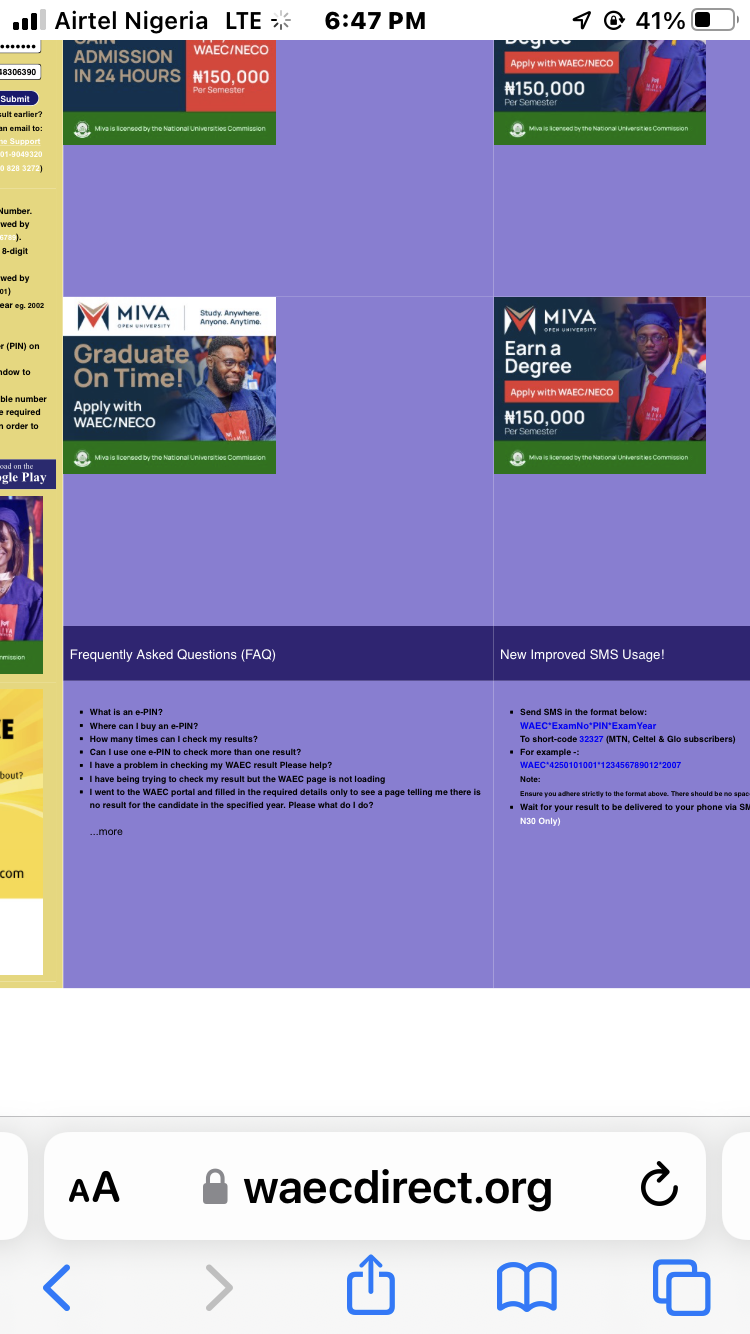 Airtel Nigeria LTE 6:47 PM 41%
48306390
Submit
sult earlier?
an email to:
ne Support
01-9049320
0 828 3272)
Number.
wed by
6789).
8-digit
wed by
01)
ear eg. 2002
r (PIN) on
ndow to
ble number
e required
n order to
oad on the
gle Play
mmission
E
bout?
com
GAIN
ADMISSION
IN 24 HOURS
WAEC/NECO
₦150,000
Per Semester
Miva is licensed by the National Universities Commission
Degree
Apply with WAEC/NECO
₦150,000
Per Semester
Miva is licensed by the National Universities Commission
MIVA
OPEN UNIVERSITY
Study. Anywhere.
Anyone. Anytime.
Graduate
On Time!
Apply with
WAEC/NECO
Miva is licensed by the National Universities Commission
MIVA
OPEN UNIVERSITY
Earn a
Degree
Apply with WAEC/NECO
₦150,000
Per Semester
Miva is licensed by the National Universities Commission
Frequently Asked Questions (FAQ)
What is an e-PIN?
Where can I buy an e-PIN?
How many times can I check my results?
Can I use one e-PIN to check more than one result?
I have a problem in checking my WAEC result Please help?
I have being trying to check my result but the WAEC page is not loading
I went to the WAEC portal and filled in the required details only to see a page telling me there is
no result for the candidate in the specified year. Please what do I do?
...more
New Improved SMS Usage!
Send SMS in the format below:
WAEC*ExamNo*PIN*ExamYear
To short-code 32327 (MTN, Celtel & Glo subscribers)
For example -:
WAEC*4250101001*123456789012*2007
Note:
Ensure you adhere strictly to the format above. There should be no spac
Wait for your result to be delivered to your phone via SM
N30 Only)
AA waecdirect.org